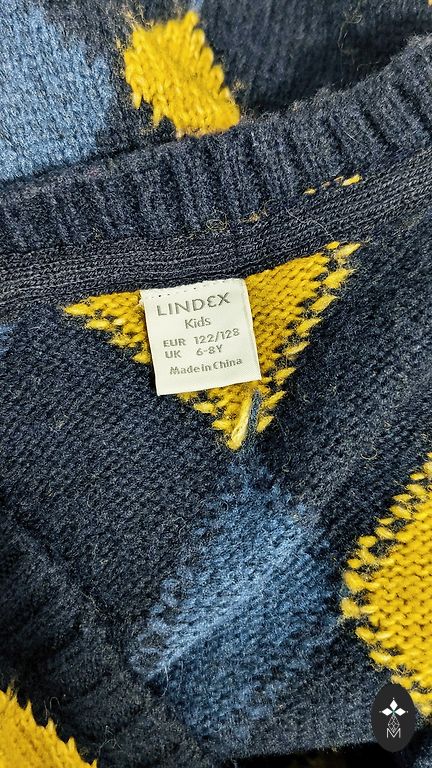 LINDEX
Kids
EUR 122/128
UK 6-8Y
Made in China
M